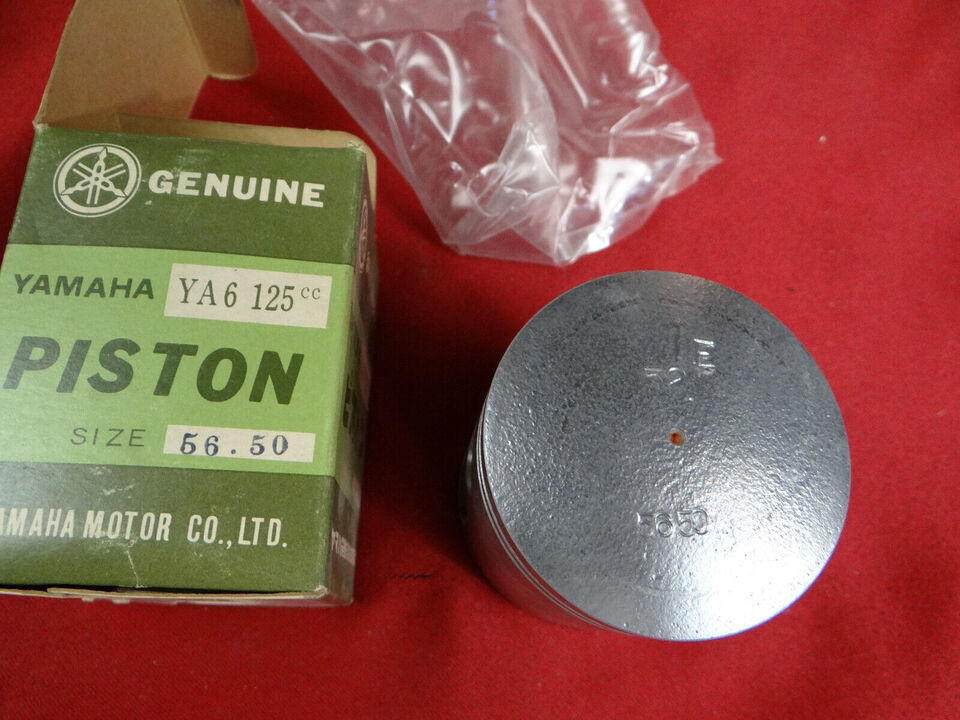 GENUINE
YAMAHA YA6 125cc
PISTON
SIZE 56.50
YAMAHA MOTOR CO., LTD.
5650